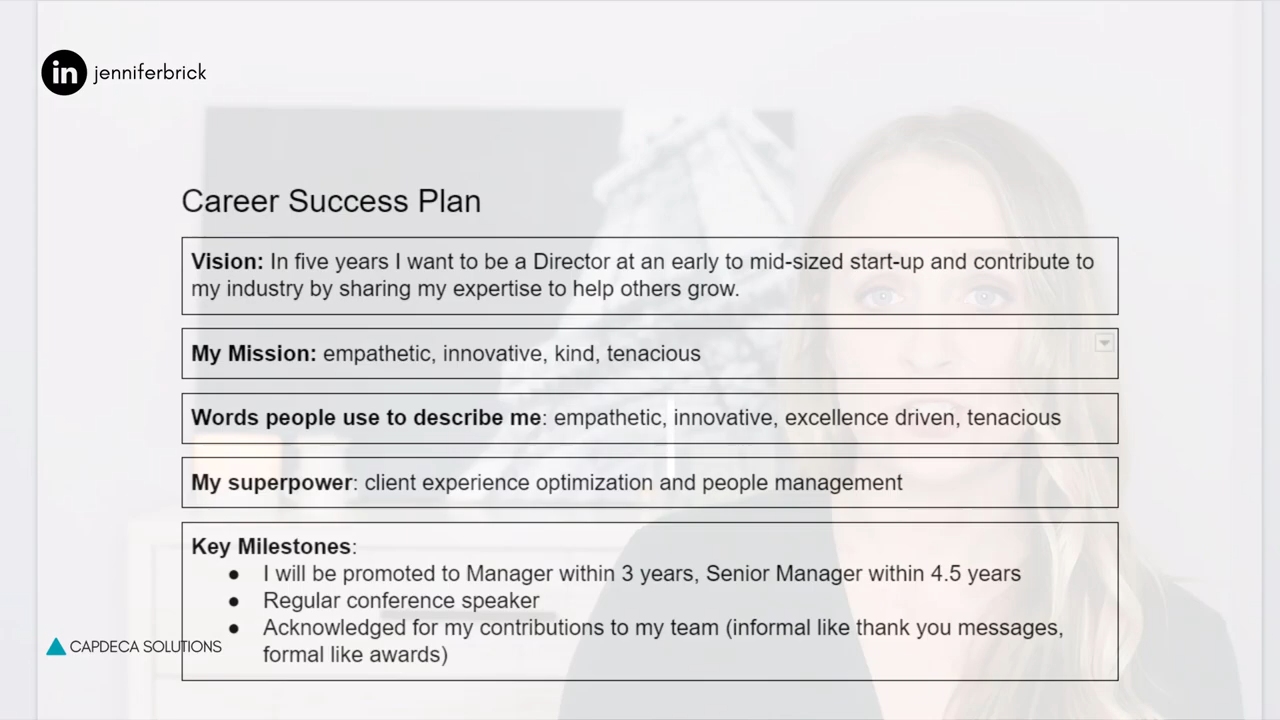 in jenniferbrick
Career Success Plan
Vision: In five years I want to be a Director at an early to mid-sized start-up and contribute to
my industry by sharing my expertise to help others grow.
My Mission: empathetic, innovative, kind, tenacious
Words people use to describe me: empathetic, innovative, excellence driven, tenacious
My superpower: client experience optimization and people management
Key Milestones:
● I will be promoted to Manager within 3 years, Senior Manager within 4.5 years
● Regular conference speaker
● Acknowledged for my contributions to my team (informal like thank you messages,
formal like awards)
CAPDECA SOLUTIONS